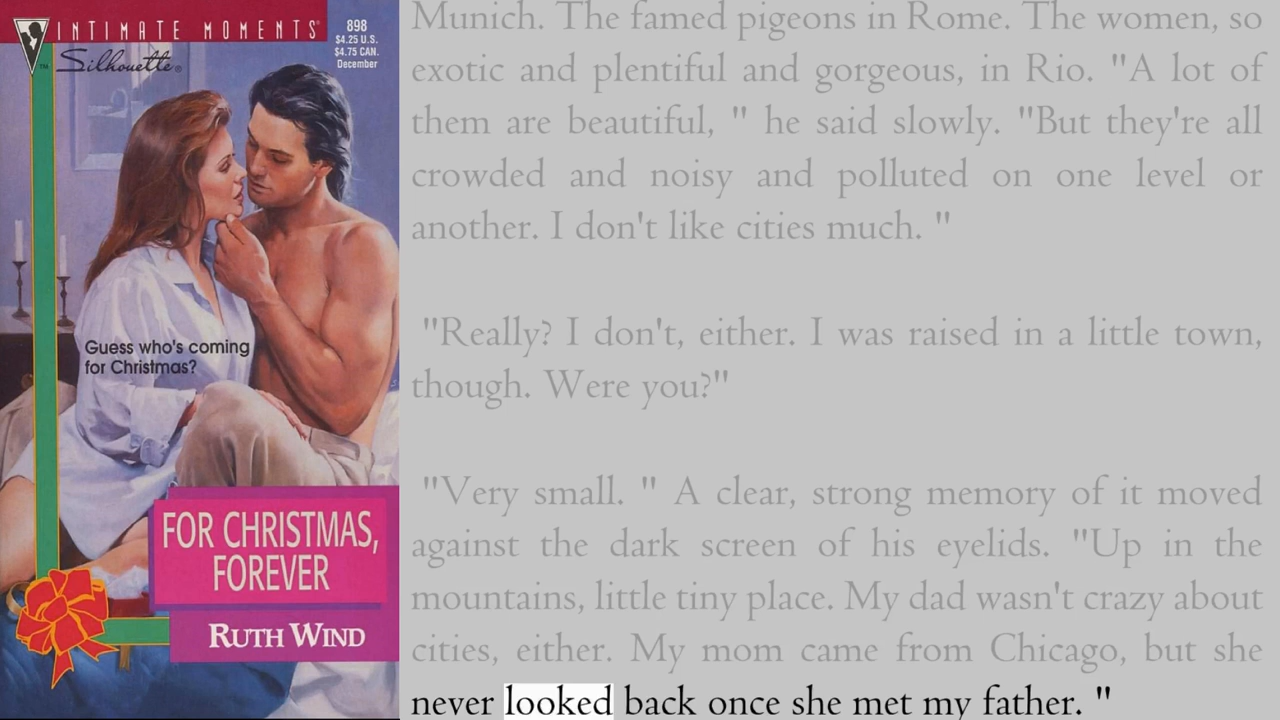 INTIMATE MOMENTS®
Silhouette®
898
$4.25 U.S.
$4.75 CAN.
December
TM
Guess who's coming
for Christmas?
FOR CHRISTMAS,
FOREVER
RUTH WIND
Munich. The famed pigeons in Rome. The women, so
exotic and plentiful and gorgeous, in Rio. "A lot of
them are beautiful, " he said slowly. "But they're all
crowded and noisy and polluted on one level or
another. I don't like cities much. "
"Really? I don't, either. I was raised in a little town,
though. Were you?"
"Very small. " A clear, strong memory of it moved
against the dark screen of his eyelids. "Up in the
mountains, little tiny place. My dad wasn't crazy about
cities, either. My mom came from Chicago, but she
never looked back once she met my father. "